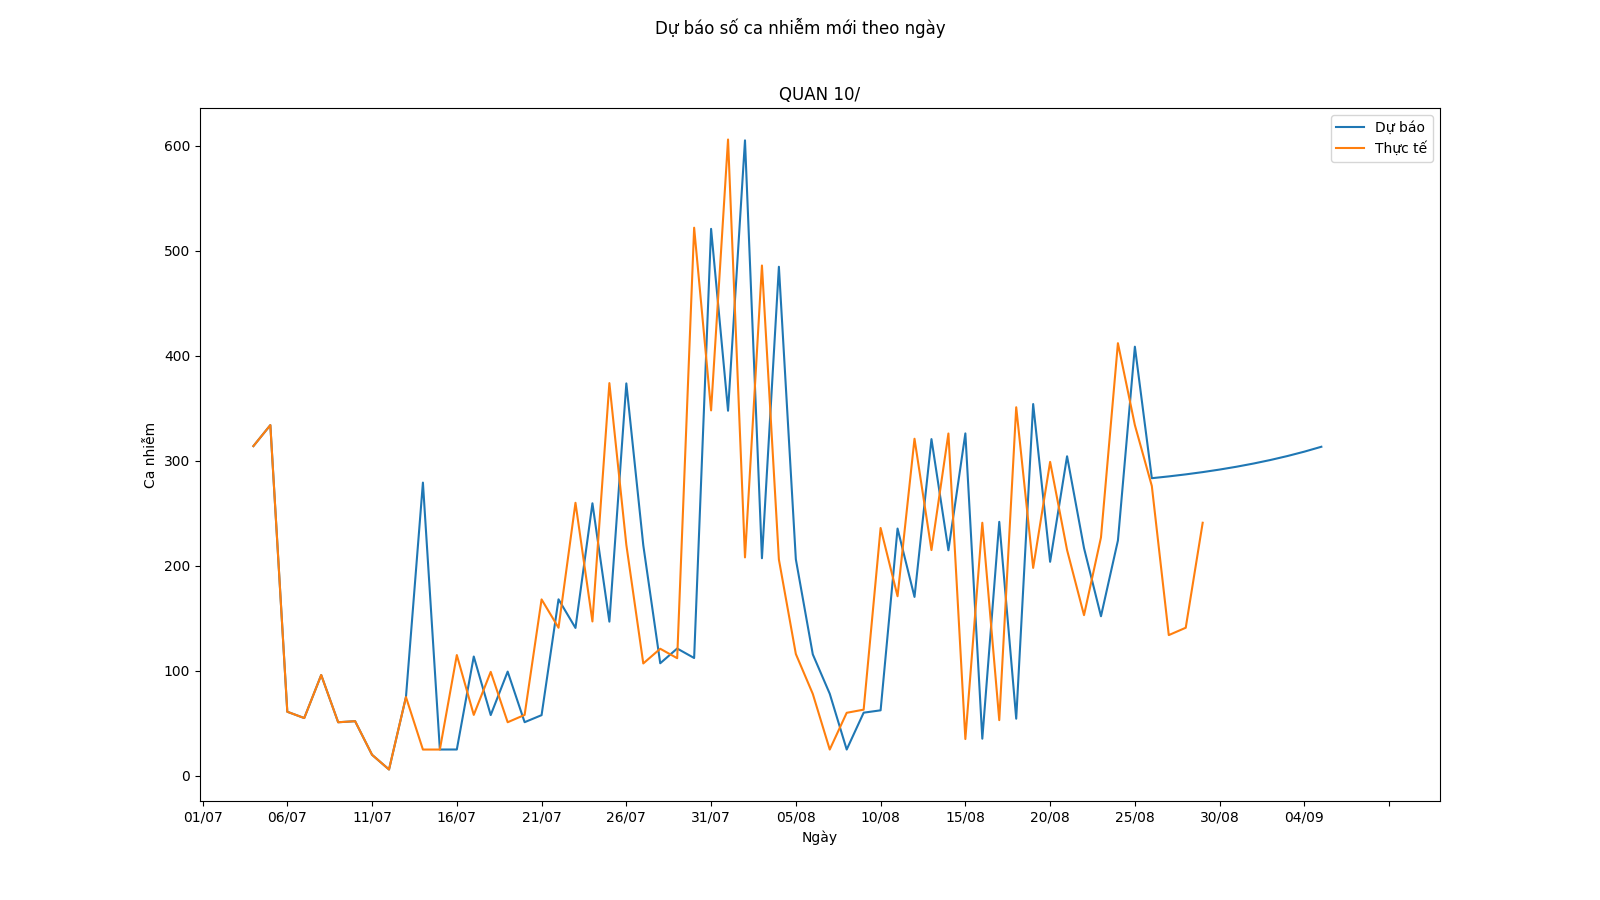 Dự báo số ca nhiễm mới theo ngày
QUAN 10/
Dự báo
Thực tế
600
500
400
300
200
100
0
Ca nhiễm
01/07 06/07 11/07 16/07 21/07 26/07 31/07 05/08 10/08 15/08 20/08 25/08 30/08 04/09
Ngày